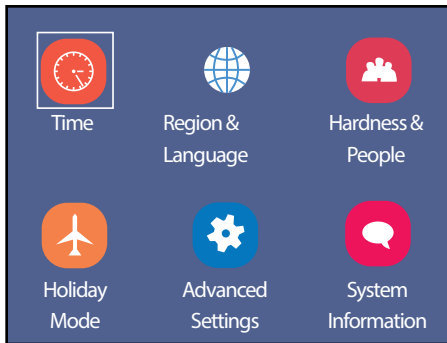 Time
Region &
Language
Hardness &
People
Holiday
Mode
Advanced
Settings
System
Information